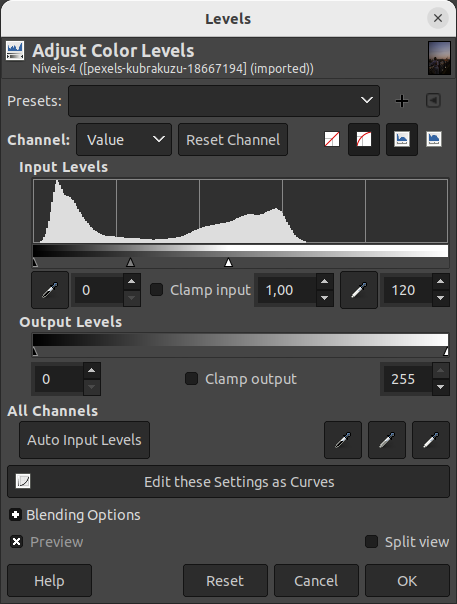 Levels
Adjust Color Levels
Níveis-4 ([pexels-kubrakuzu-18667194] (imported))
Presets:
Channel: Value Reset Channel
Input Levels
0 Clamp input 1,00 120
Output Levels
0 Clamp output 255
All Channels
Auto Input Levels
Edit these Settings as Curves
Blending Options
Preview Split view
Help Reset Cancel OK